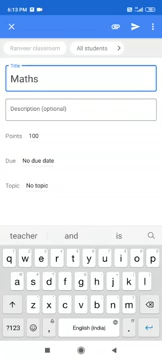 6:13 PM
Ranveer classroom
All students
Title
Maths
Description (optional)
Points 100
Due No due date
Topic No topic
teacher and is
q w e r t y u i o p
a s d f g h j k l
z x c v b n m
?123 , English (India) .